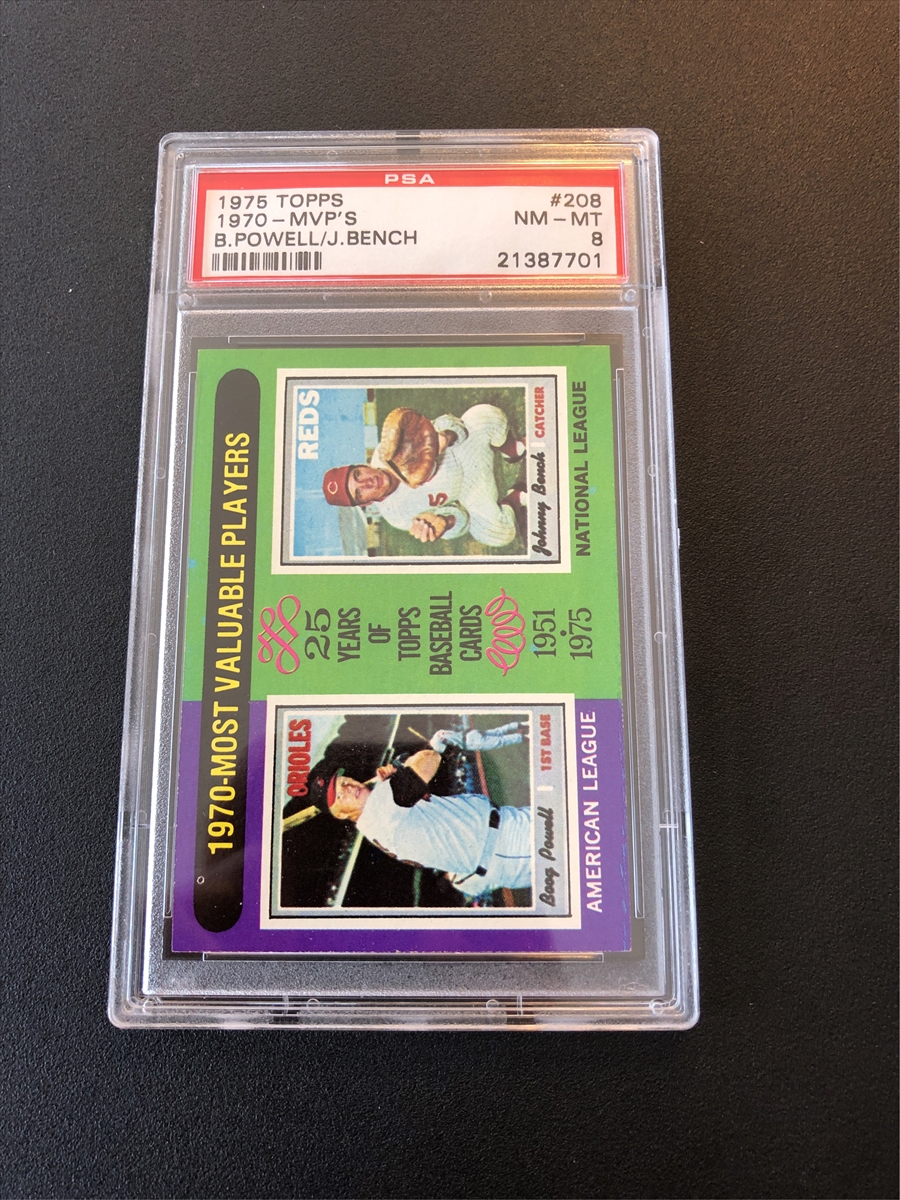 PSA
1975 TOPPS #208
1970-MVP'S NM-MT
B.POWELL/J.BENCH 8
21387701
1970-MOST VALUABLE PLAYERS
ORIOLES
Boog Powell 1ST BASE
AMERICAN LEAGUE
25
YEARS
OF
TOPPS
BASEBALL
CARDS
1951
•
1975
REDS
C
5
Johnny Bench CATCHER
NATIONAL LEAGUE